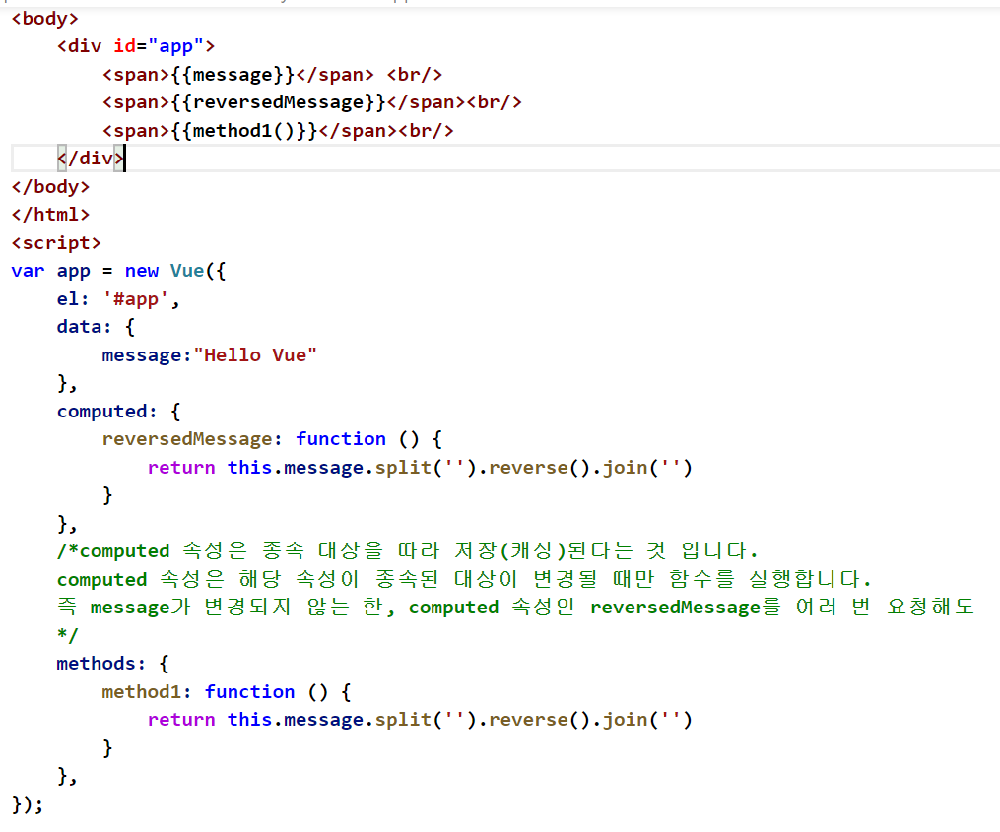 <body>
    <div id="app">
        <span>{{message}}</span> <br/>
        <span>{{reversedMessage}}</span><br/>
        <span>{{method1()}}</span><br/>
    </div>
</body>
</html>
<script>
var app = new Vue({
    el: '#app',
    data: {
        message:"Hello Vue"
    },
    computed: {
        reversedMessage: function () {
            return this.message.split('').reverse().join('')
        }
    },
    /*computed 속성은 종속 대상을 따라 저장(캐싱)된다는 것 입니다.
    computed 속성은 해당 속성이 종속된 대상이 변경될 때만 함수를 실행합니다.
    즉 message가 변경되지 않는 한, computed 속성인 reversedMessage를 여러 번 요청해도
    */
    methods: {
        method1: function () {
            return this.message.split('').reverse().join('')
        }
    },
});